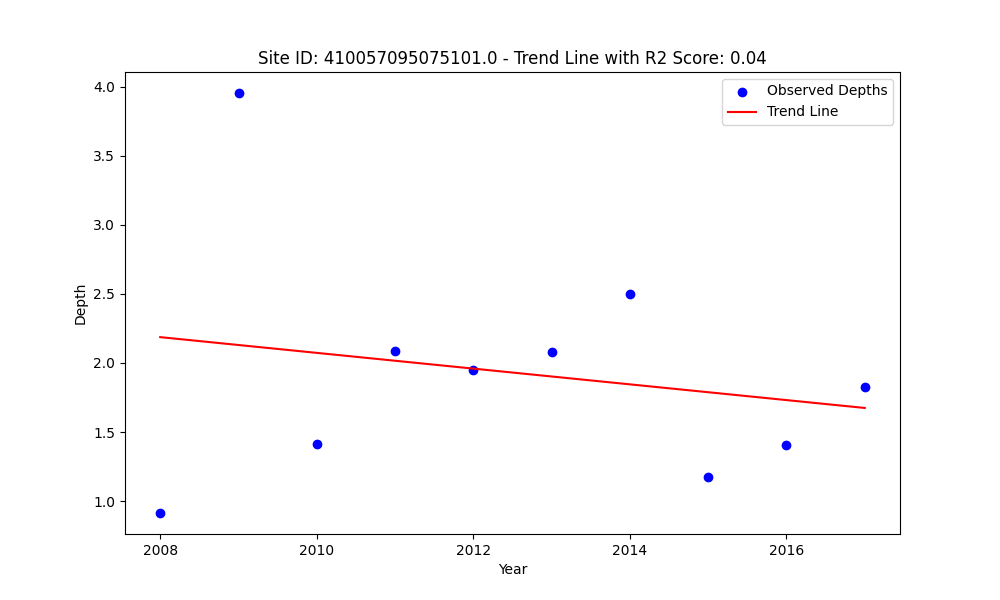 Site ID: 410057095075101.0 - Trend Line with R2 Score: 0.04
Observed Depths
Trend Line
4.0
3.5
3.0
2.5
2.0
1.5
1.0
Depth
2008
2010
2012
2014
2016
Year